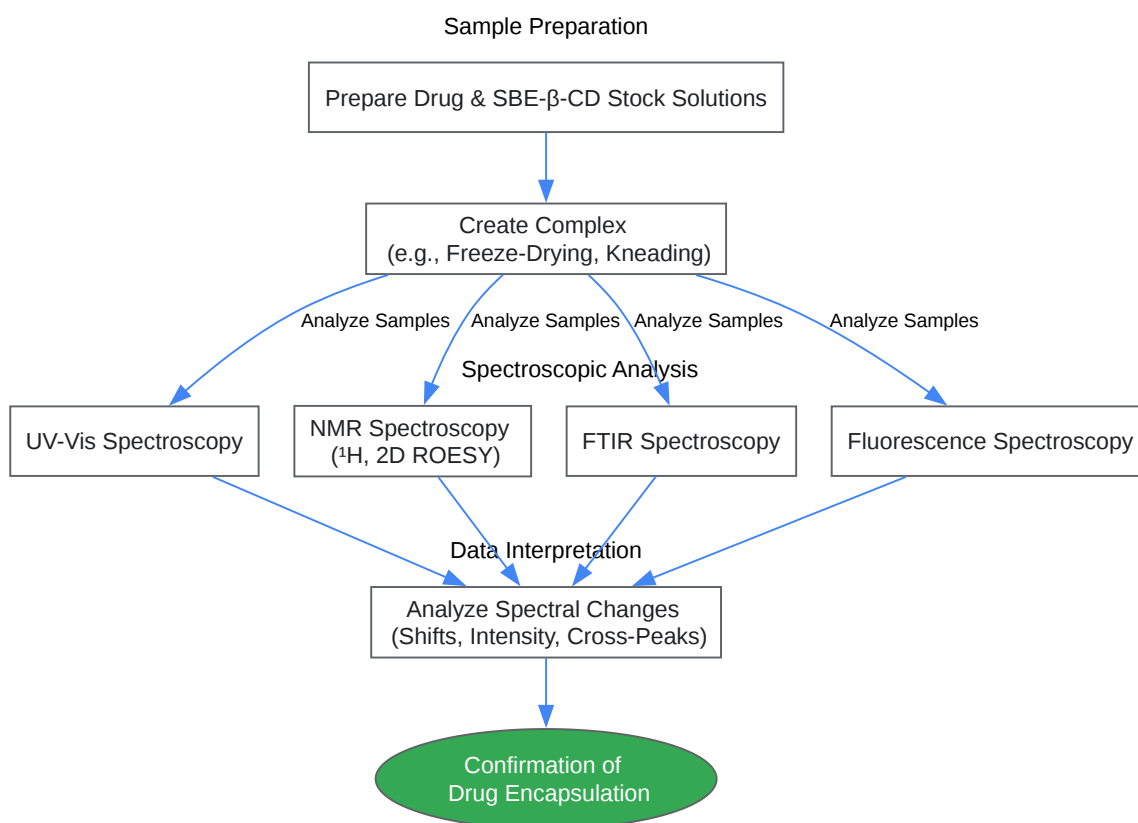 Sample Preparation
Prepare Drug & SBE-β-CD Stock Solutions
Create Complex
(e.g., Freeze-Drying, Kneading)
Analyze Samples
Analyze Samples
Analyze Samples
Analyze Samples
Spectroscopic Analysis
UV-Vis Spectroscopy
NMR Spectroscopy
(¹H, 2D ROESY)
FTIR Spectroscopy
Fluorescence Spectroscopy
Data Interpretation
Analyze Spectral Changes
(Shifts, Intensity, Cross-Peaks)
Confirmation of
Drug Encapsulation